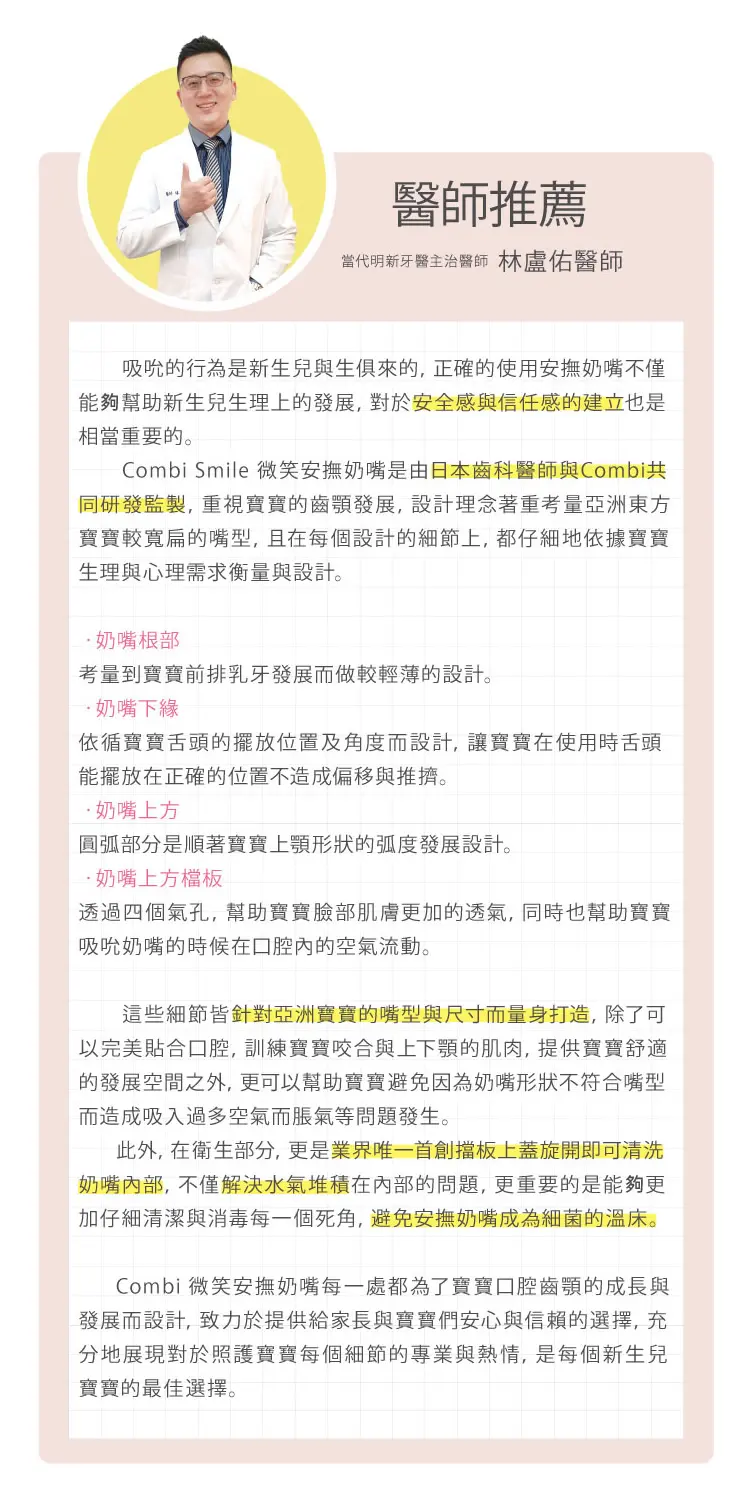 醫師推薦
當代明新牙醫主治醫師 林盧佑醫師
吸吮的行為是新生兒與生俱來的, 正確的使用安撫奶嘴不僅
能夠幫助新生兒生理上的發展, 對於安全感與信任感的建立也是
相當重要的。
Combi Smile 微笑安撫奶嘴是由日本齒科醫師與Combi共
同研發監製, 重視寶寶的齒顎發展, 設計理念著重考量亞洲東方
寶寶較寬扁的嘴型, 且在每個設計的細節上, 都仔細地依據寶寶
生理與心理需求衡量與設計。
·奶嘴根部
考量到寶寶前排乳牙發展而做較輕薄的設計。
·奶嘴下緣
依循寶寶舌頭的擺放位置及角度而設計, 讓寶寶在使用時舌頭
能擺放在正確的位置不造成偏移與推擠。
·奶嘴上方
圓弧部分是順著寶寶上顎形狀的弧度發展設計。
·奶嘴上方檔板
透過四個氣孔, 幫助寶寶臉部肌膚更加的透氣, 同時也幫助寶寶
吸吮奶嘴的時候在口腔內的空氣流動。
這些細節皆針對亞洲寶寶的嘴型與尺寸而量身打造, 除了可
以完美貼合口腔, 訓練寶寶咬合與上下顎的肌肉, 提供寶寶舒適
的發展空間之外, 更可以幫助寶寶避免因為奶嘴形狀不符合嘴型
而造成吸入過多空氣而脹氣等問題發生。
此外, 在衛生部分, 更是業界唯一首創擋板上蓋旋開即可清洗
奶嘴內部, 不僅解決水氣堆積在內部的問題, 更重要的是能夠更
加仔細清潔與消毒每一個死角, 避免安撫奶嘴成為細菌的溫床。
Combi 微笑安撫奶嘴每一處都為了寶寶口腔齒顎的成長與
發展而設計, 致力於提供給家長與寶寶們安心與信賴的選擇, 充
分地展現對於照護寶寶每個細節的專業與熱情, 是每個新生兒
寶寶的最佳選擇。